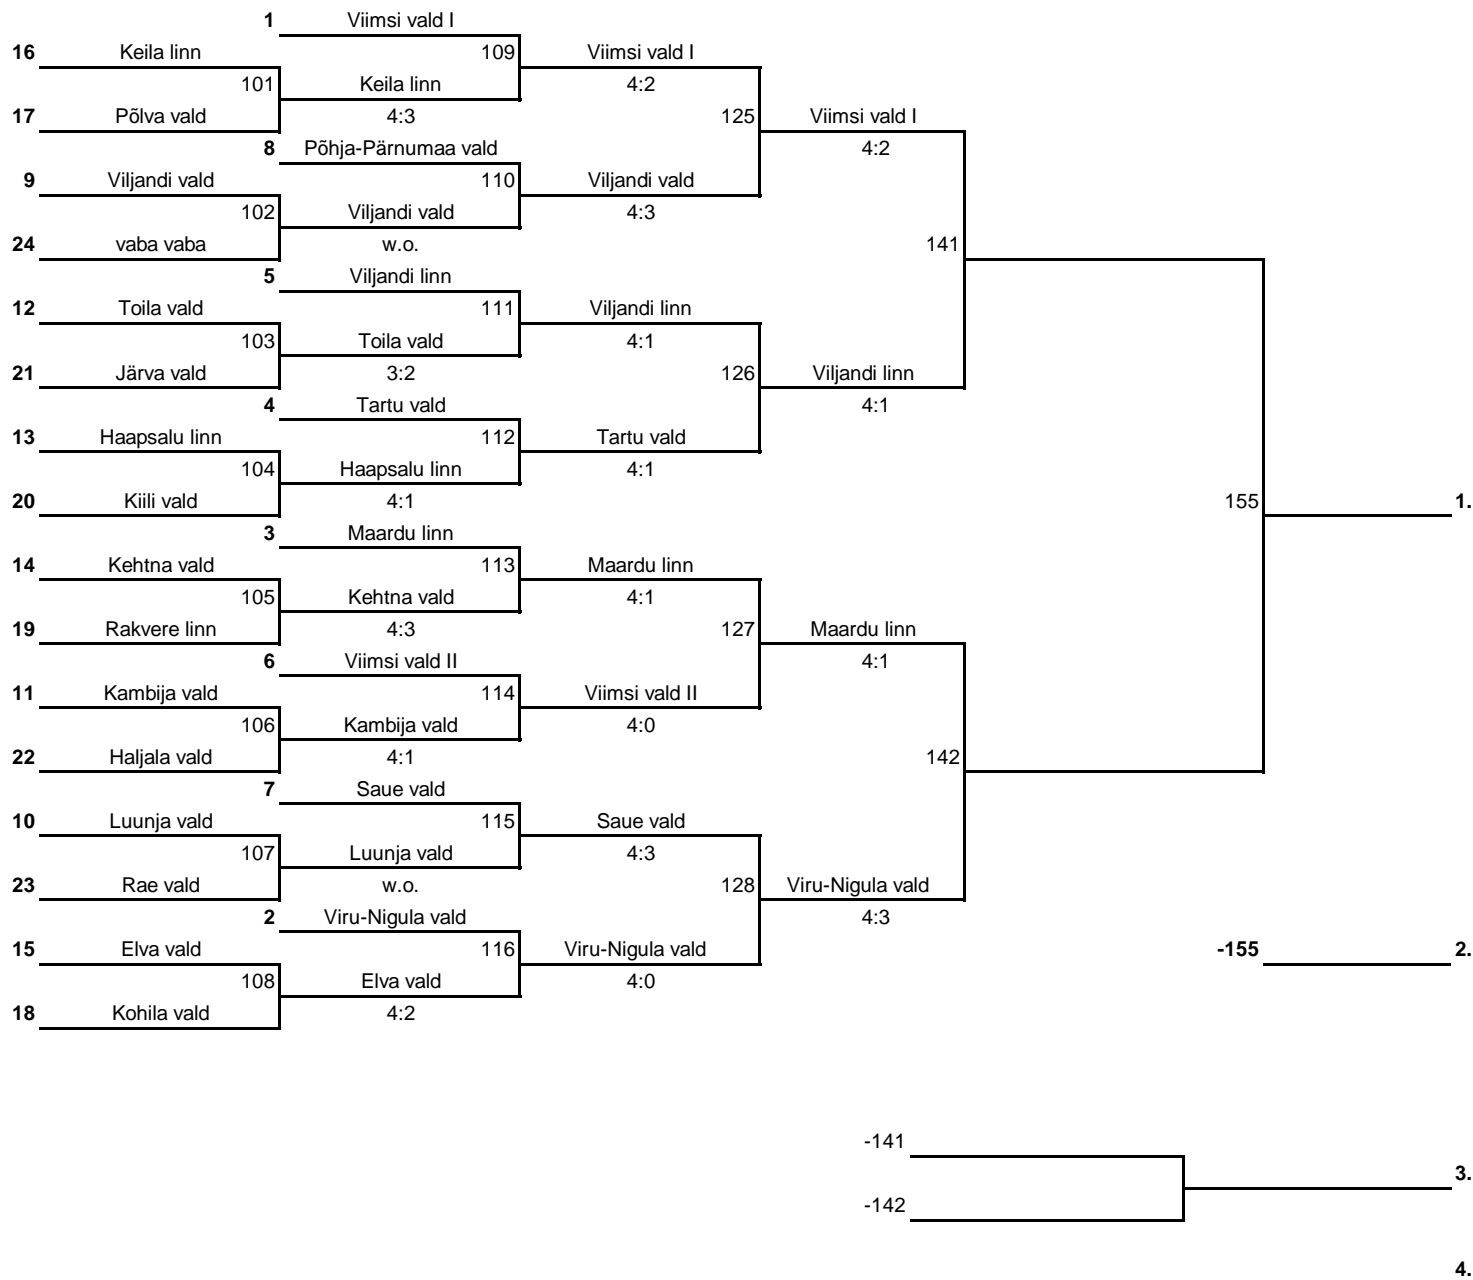 1 Viimsi vald I
16 Keila linn 109 Viimsi vald I
101 Keila linn 4:2
17 Põlva vald 4:3 125 Viimsi vald I
8 Põhja-Pärnumaa vald 4:2
9 Viljandi vald 110 Viljandi vald
102 Viljandi vald 4:3
24 vaba vaba w.o. 141
5 Viljandi linn
12 Toila vald 111 Viljandi linn
103 Toila vald 4:1
21 Järva vald 3:2 126 Viljandi linn
4 Tartu vald 4:1
13 Haapsalu linn 112 Tartu vald
104 Haapsalu linn 4:1
20 Kiili vald 4:1 155 1.
3 Maardu linn
14 Kehtna vald 113 Maardu linn
105 Kehtna vald 4:1
19 Rakvere linn 4:3 127 Maardu linn
6 Viimsi vald II 4:1
11 Kambija vald 114 Viimsi vald II
106 Kambija vald 4:0
22 Haljala vald 4:1 142
7 Saue vald
10 Luunja vald 115 Saue vald
107 Luunja vald 4:3
23 Rae vald w.o. 128 Viru-Nigula vald
2 Viru-Nigula vald 4:3
15 Elva vald 116 Viru-Nigula vald -155 2.
108 Elva vald 4:0
18 Kohila vald 4:2
-141
3.
-142
4.